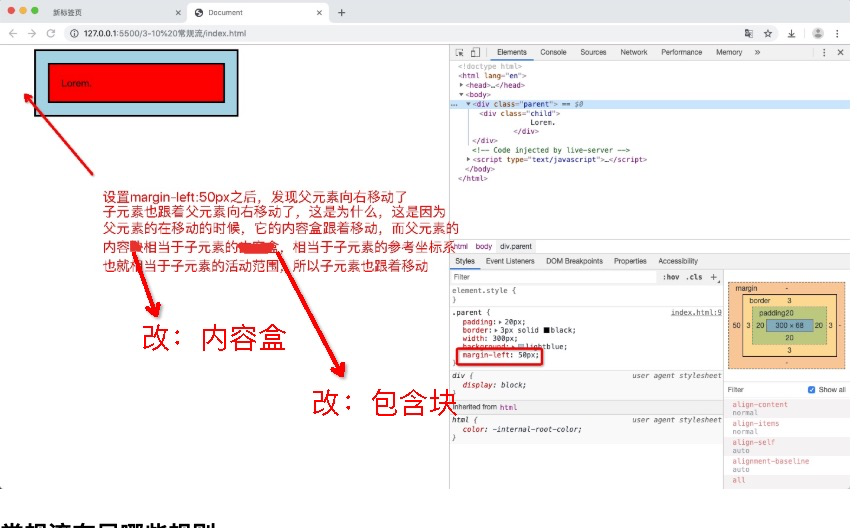 新标签页
Document
127.0.0.1:5500/3-10%20常规流/index.html
Lorem.
设置margin-left:50px之后，发现父元素向右移动了
子元素也跟着父元素向右移动了，这是为什么，这是因为
父元素的在移动的时候，它的内容盒跟着移动，而父元素的
内容 相当于子元素的 盒，相当于子元素的参考坐标系
也就相当于子元素的活动范围，所以子元素也跟着移动
改：内容盒
改：包含块
Elements Console Sources Network Performance Memory »
<!doctype html>
<html lang="en">
<head>…</head>
<body>
… <div class="parent"> == $0
<div class="child">
Lorem.
</div>
</div>
<!-- Code injected by live-server -->
<script type="text/javascript">…</script>
</body>
</html>
html body div.parent
Styles Event Listeners DOM Breakpoints Properties Accessibility
Filter :hov .cls +
element.style {
}
.parent { index.html:9
padding: 20px;
border: 3px solid black;
width: 300px;
background: lightblue;
margin-left: 50px;
}
div { user agent stylesheet
display: block;
}
Inherited from html
html { user agent stylesheet
color: -internal-root-color;
}
margin -
border 3
padding20
50 3 20 300 × 68 20 3 -
20
3
-
Filter Show all
align-content
normal
align-items
normal
align-self
auto
alignment-baseline
auto
all